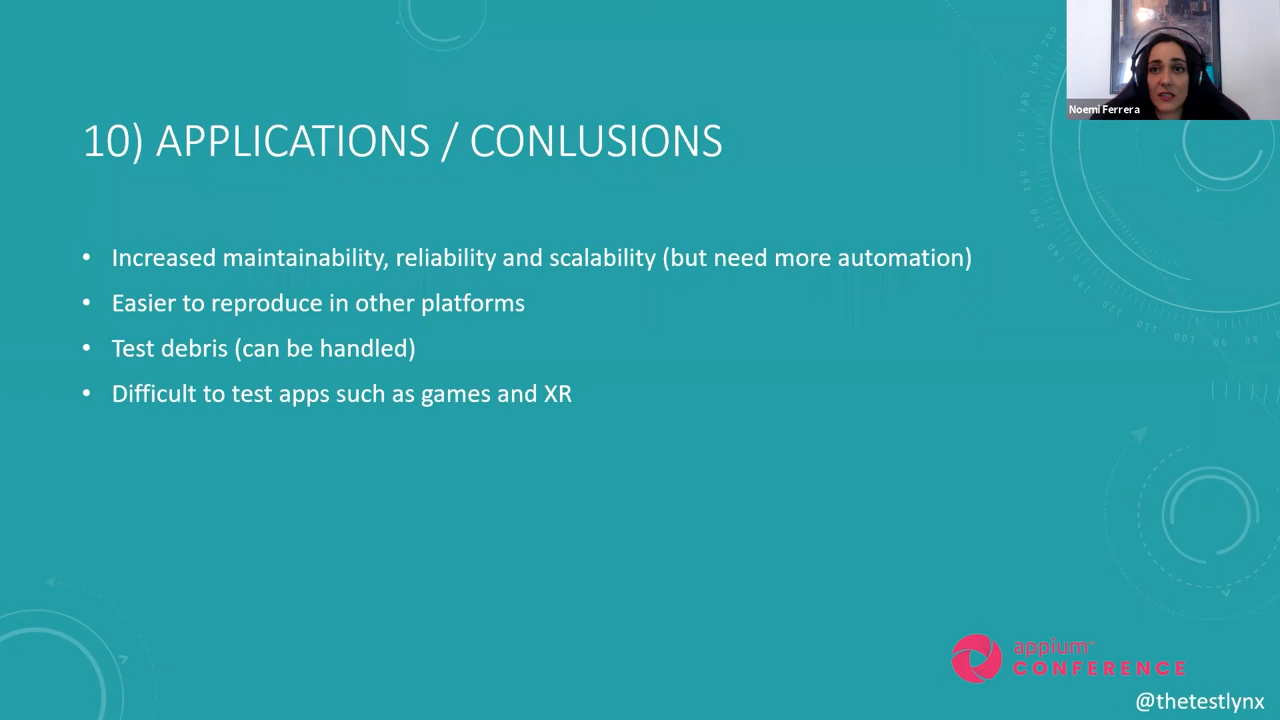 Noemi Ferrera
10) APPLICATIONS / CONLUSIONS
• Increased maintainability, reliability and scalability (but need more automation)
• Easier to reproduce in other platforms
• Test debris (can be handled)
• Difficult to test apps such as games and XR
appium
CONFERENCE
@thetestlynx